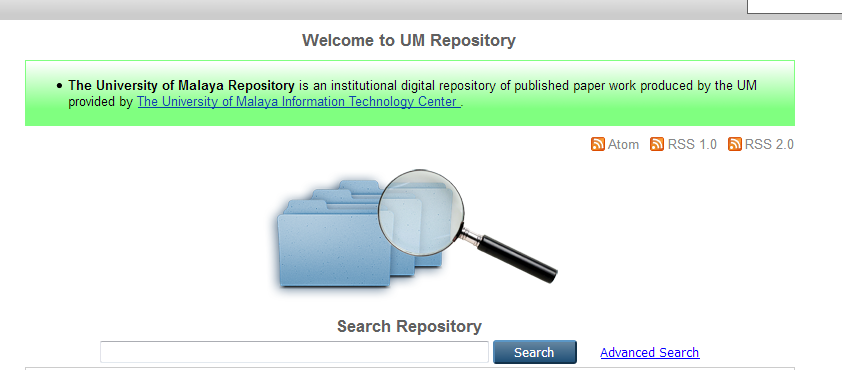 Welcome to UM Repository
• The University of Malaya Repository is an institutional digital repository of published paper work produced by the UM
provided by The University of Malaya Information Technology Center .
Atom RSS 1.0 RSS 2.0
Search Repository
Search Advanced Search